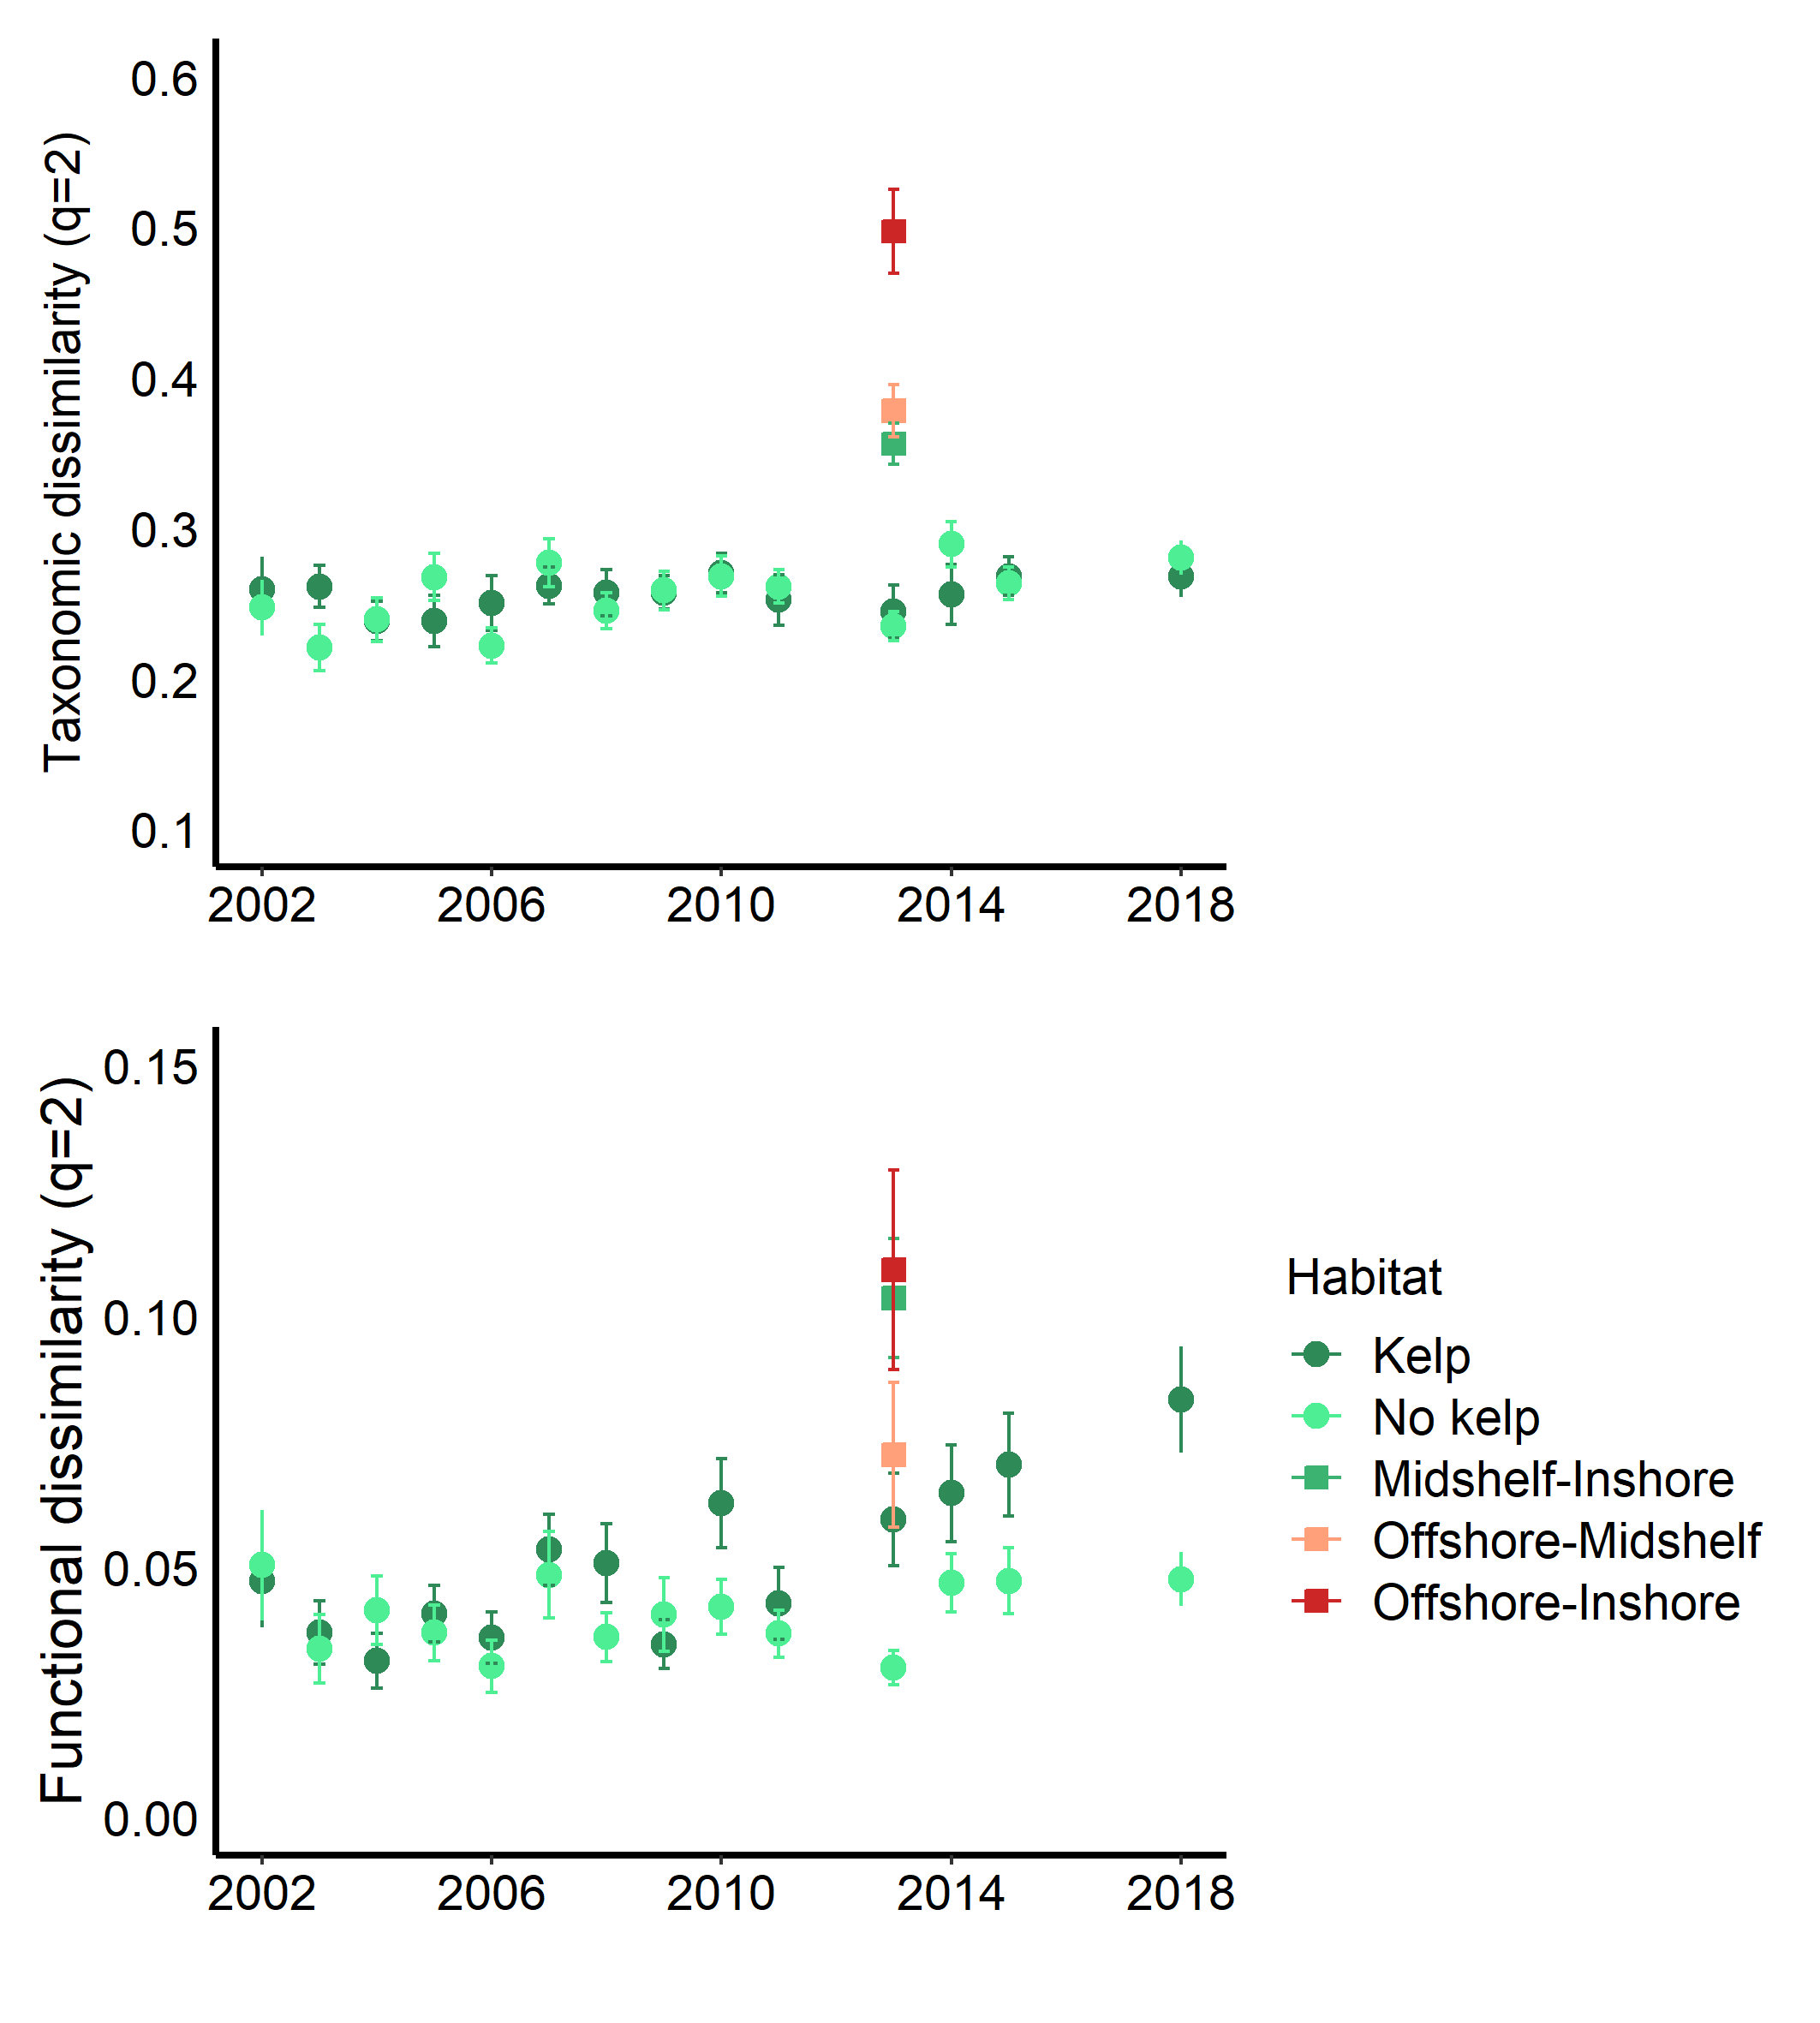 Taxonomic dissimilarity (q=2)
0.6
0.5
0.4
0.3
0.2
0.1
2002 2006 2010 2014 2018
Functional dissimilarity (q=2)
0.15
0.10
0.05
0.00
2002 2006 2010 2014 2018
Habitat
Kelp
No kelp
Midshelf-Inshore
Offshore-Midshelf
Offshore-Inshore